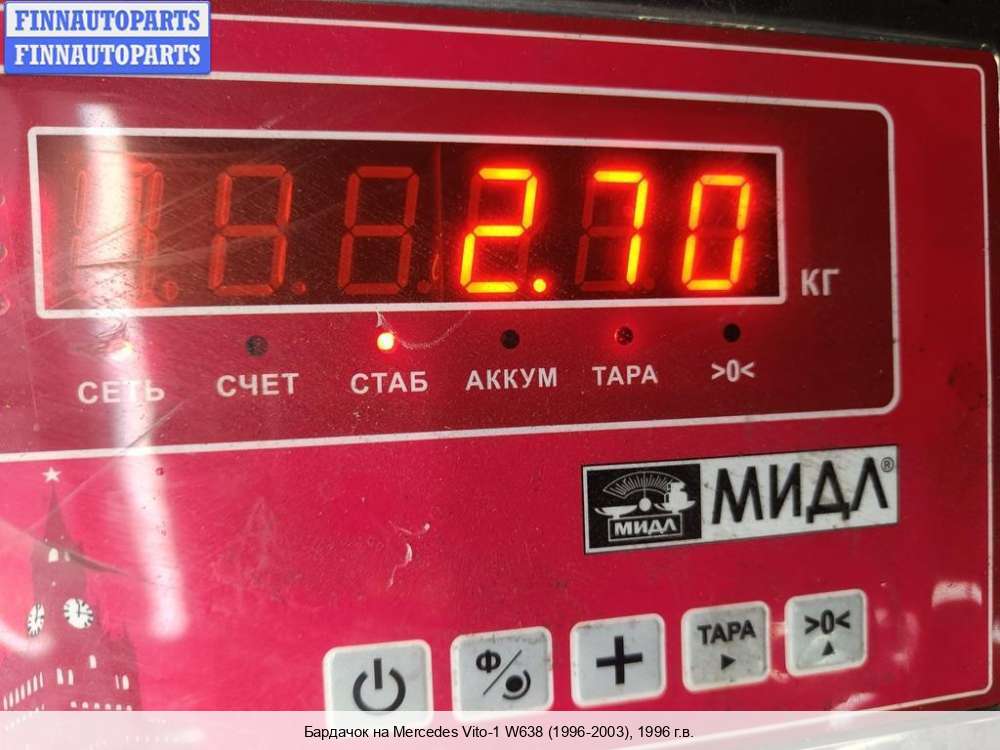 FINNAUTOPARTS
FINNAUTOPARTS
2.70
КГ
СЕТЬ СЧЕТ СТАБ АККУМ ТАРА >0<
МИДЛ МИДЛ®
Ф ТАРА >0<
Бардачок на Mercedes Vito-1 W638 (1996-2003), 1996 г.в.